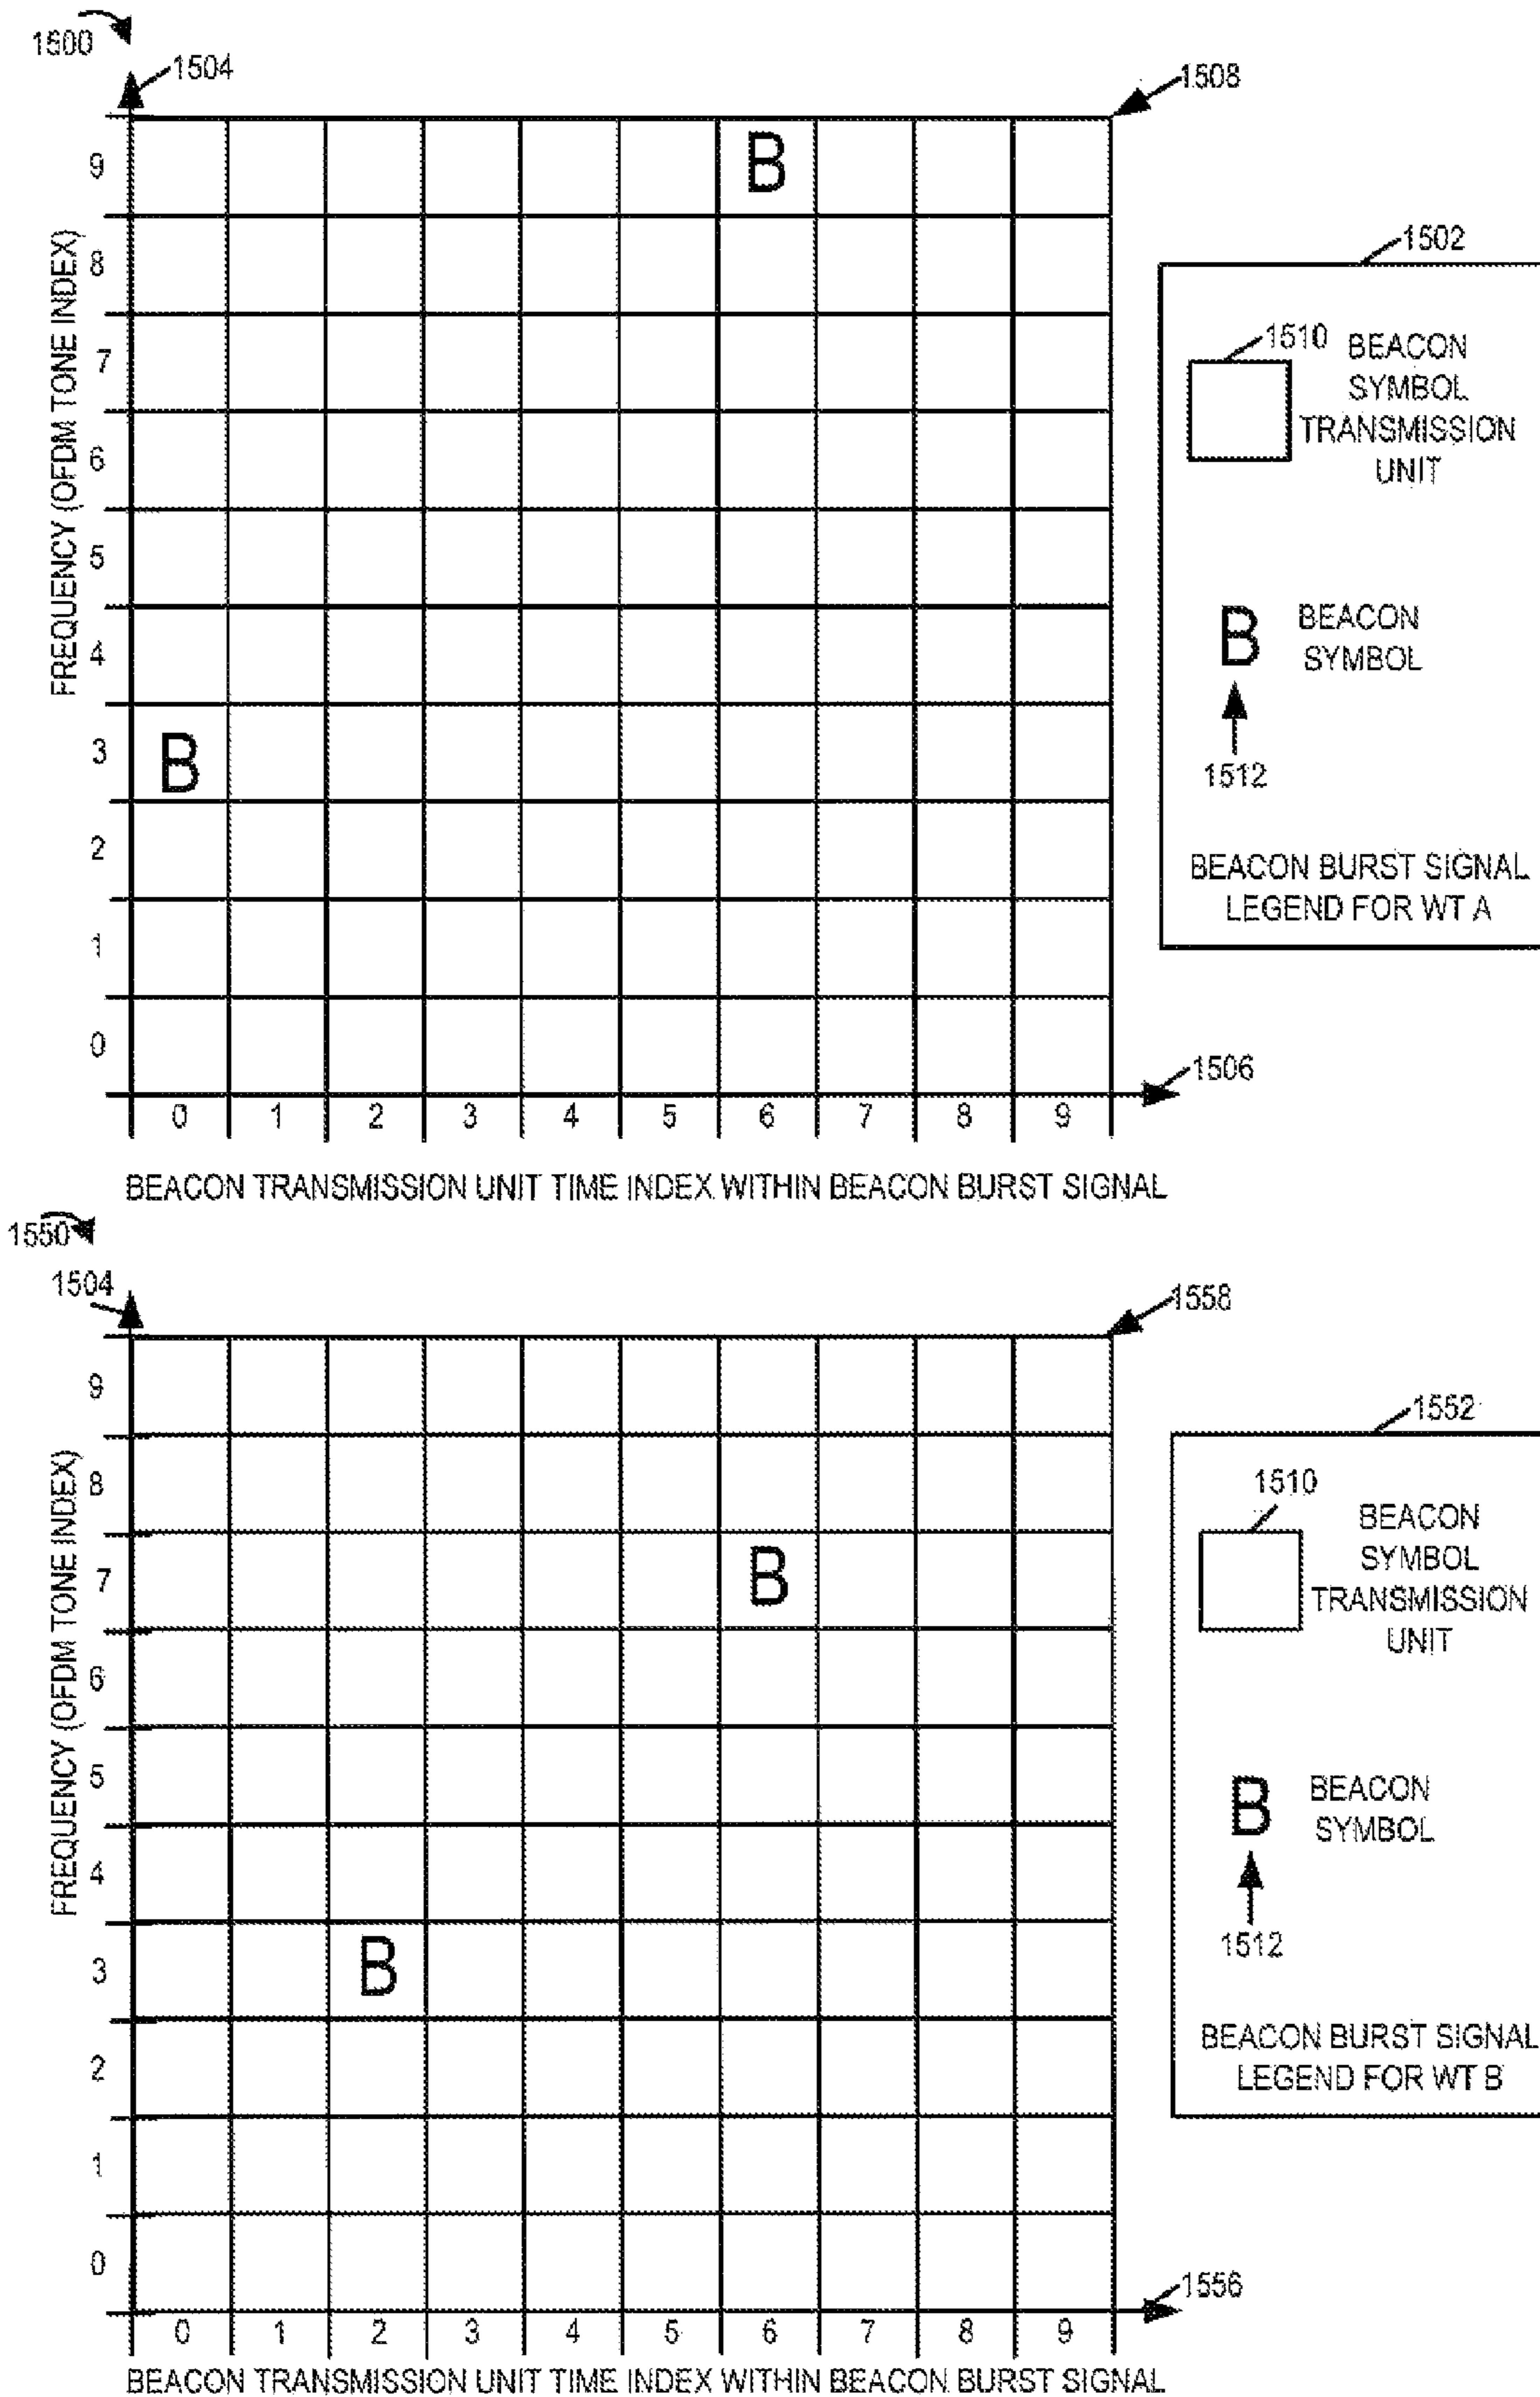 1500
1504
1508
9
B
8
1502
7
1510
BEACON
SYMBOL
TRANSMISSION
UNIT
6
5
FREQUENCY (OFDM TONE INDEX)
4
B
BEACON
SYMBOL
3
B
1512
2
BEACON BURST SIGNAL
LEGEND FOR WT A
1
0
1506
0 1 2 3 4 5 6 7 8 9
BEACON TRANSMISSION UNIT TIME INDEX WITHIN BEACON BURST SIGNAL
1550
1504
1558
9
1552
8
1510
BEACON
SYMBOL
TRANSMISSION
UNIT
7
B
6
5
FREQUENCY (OFDM TONE INDEX)
B
BEACON
SYMBOL
4
3
B
1512
2
BEACON BURST SIGNAL
LEGEND FOR WT B
1
0
1556
0 1 2 3 4 5 6 7 8 9
BEACON TRANSMISSION UNIT TIME INDEX WITHIN BEACON BURST SIGNAL